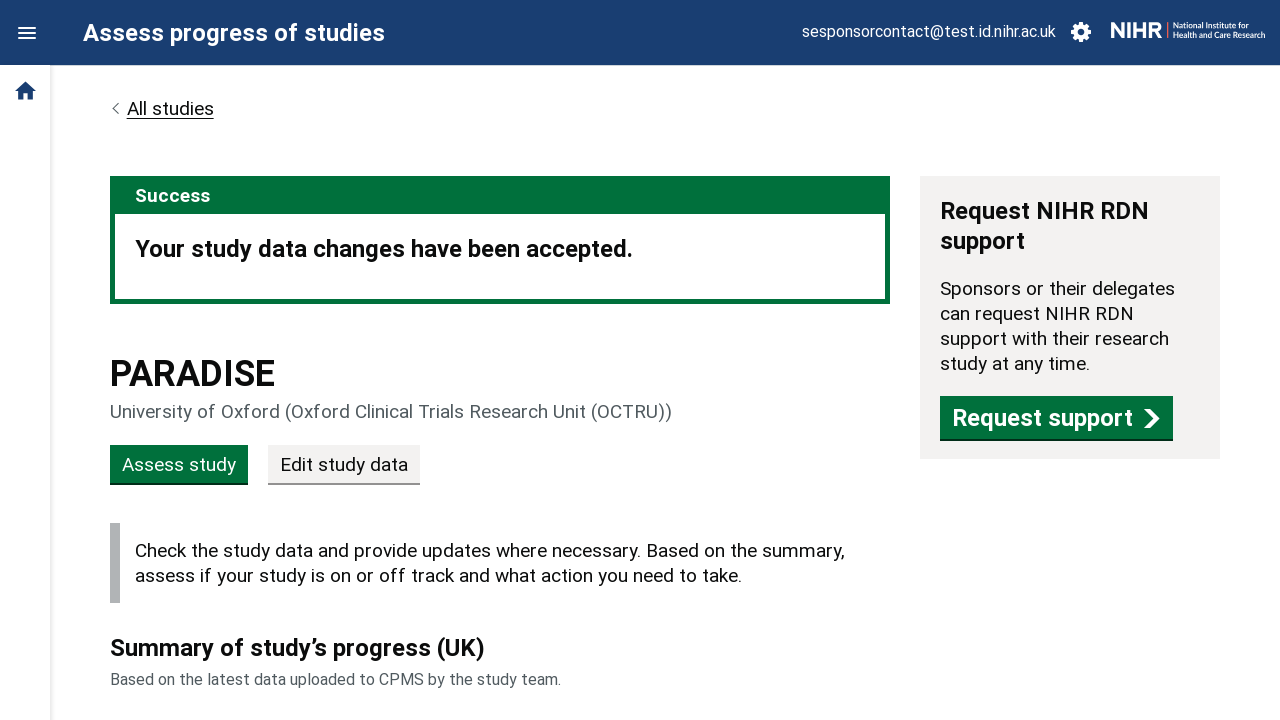 Assess progress of studies
sesponsorcontact@test.id.nihr.ac.uk
NIHR | National Institute for
Health and Care Research
All studies
Success
Your study data changes have been accepted.
Request NIHR RDN
support
Sponsors or their delegates
can request NIHR RDN
support with their research
study at any time.
Request support
PARADISE
University of Oxford (Oxford Clinical Trials Research Unit (OCTRU))
Assess study
Edit study data
Check the study data and provide updates where necessary. Based on the summary,
assess if your study is on or off track and what action you need to take.
Summary of study’s progress (UK)
Based on the latest data uploaded to CPMS by the study team.